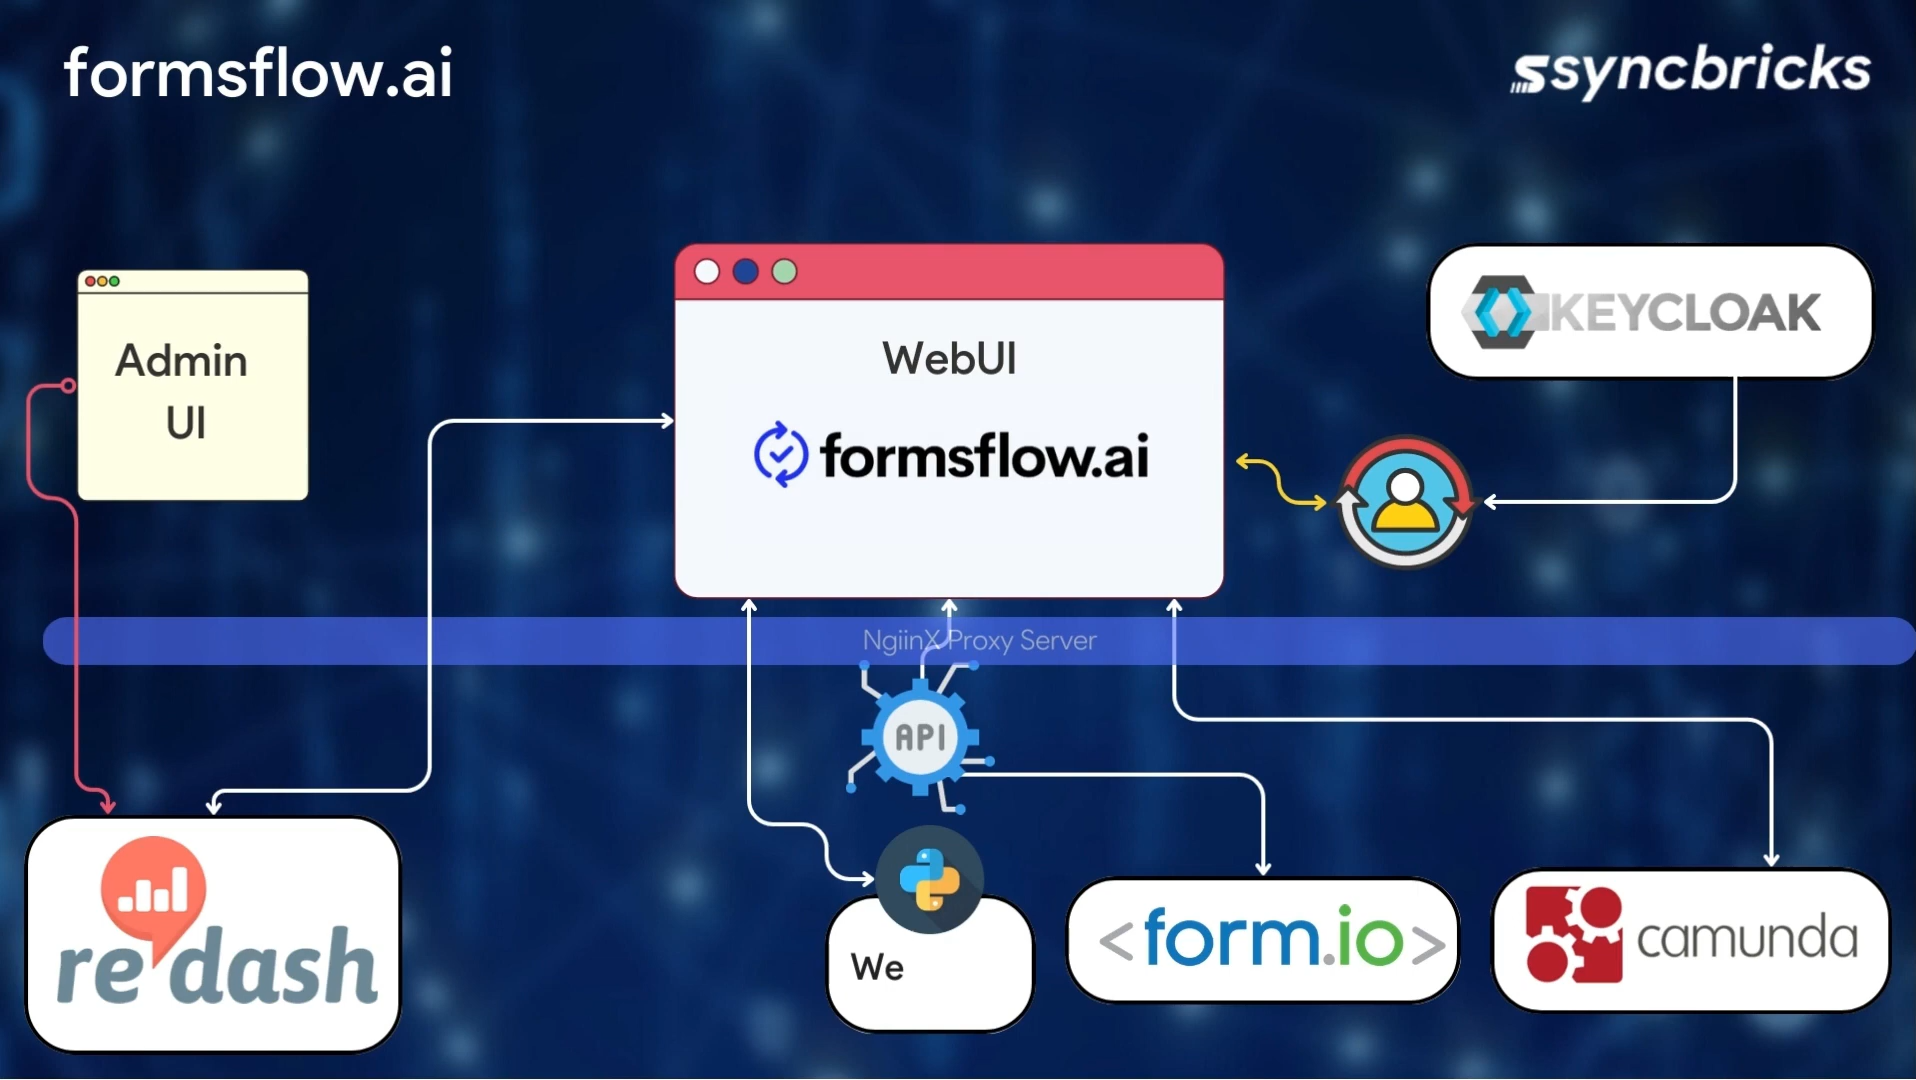 formsflow.ai
syncbricks
Admin
UI
WebUI
formsflow.ai
KEYCLOAK
NgiinX Proxy Server
API
re dash
We
<form.io>
camunda